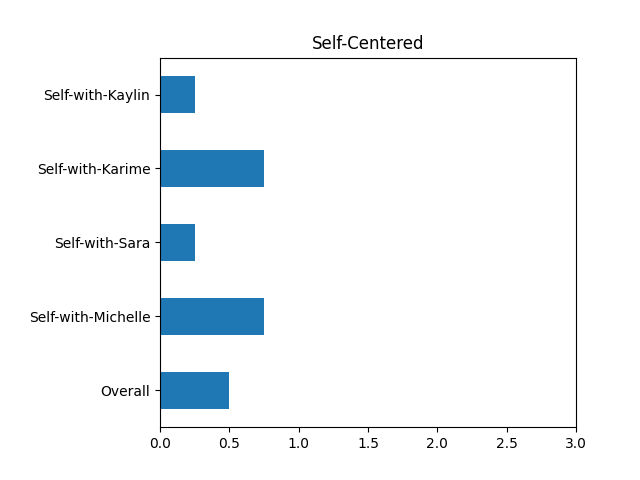 Self-Centered
Self-with-Kaylin
Self-with-Karime
Self-with-Sara
Self-with-Michelle
Overall
0.0 0.5 1.0 1.5 2.0 2.5 3.0